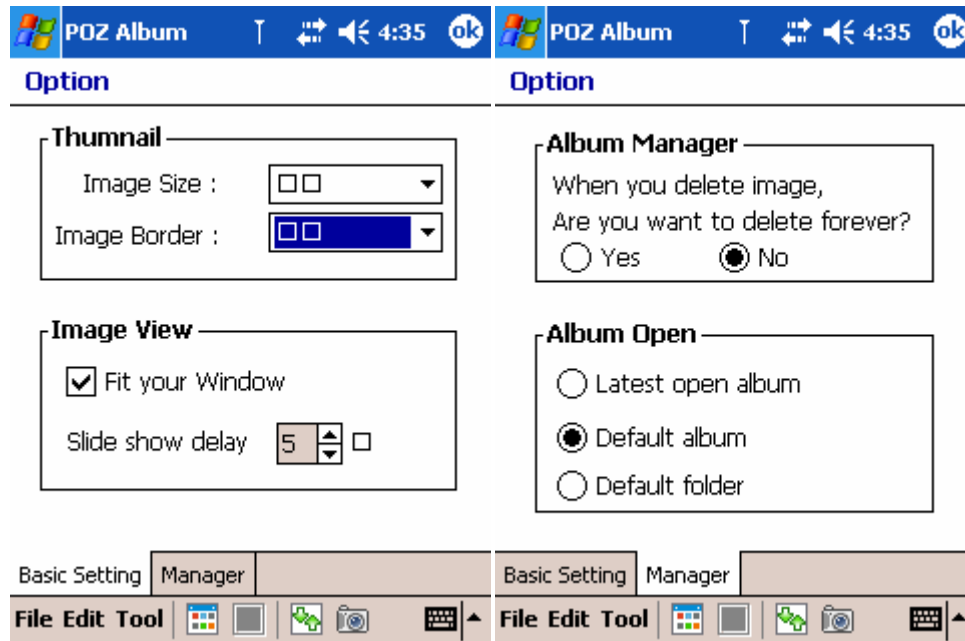 POZ Album 4:35 ok
Option
Thumnail
Image Size : □□
Image Border : □□
Image View
Fit your Window
Slide show delay 5 □
Basic Setting Manager
File Edit Tool
POZ Album 4:35 ok
Option
Album Manager
When you delete image,
Are you want to delete forever?
Yes No
Album Open
Latest open album
Default album
Default folder
Basic Setting Manager
File Edit Tool